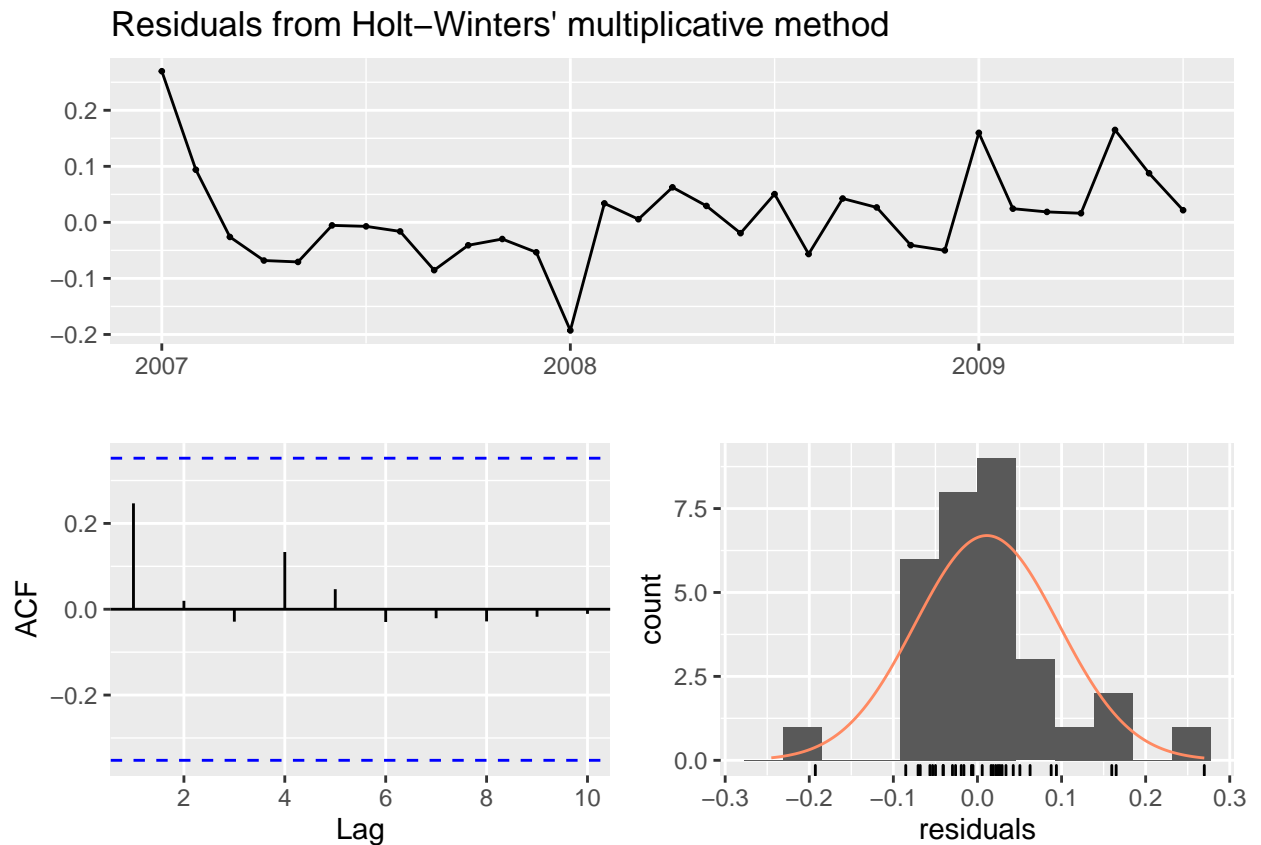 Residuals from Holt−Winters' multiplicative method
0.2
0.1
0.0
−0.1
−0.2
2007 2008 2009
ACF
0.2
0.0
−0.2
2 4 6 8 10
Lag
count
7.5
5.0
2.5
0.0
−0.3 −0.2 −0.1 0.0 0.1 0.2 0.3
residuals